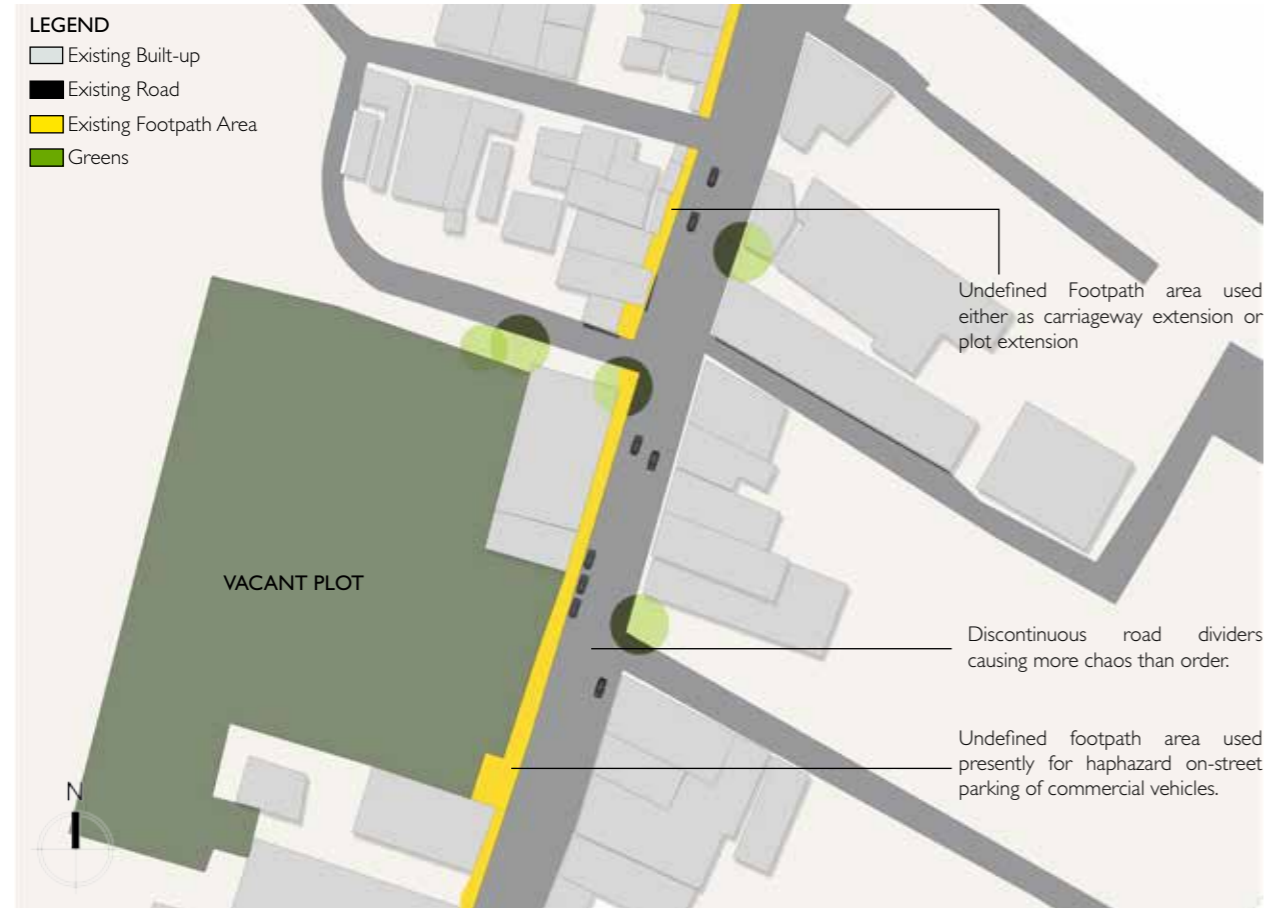 LEGEND
Existing Built-up
Existing Road
Existing Footpath Area
Greens
Undefined Footpath area used
either as carriageway extension or
plot extension
VACANT PLOT
Discontinuous road dividers
causing more chaos than order.
Undefined footpath area used
presently for haphazard on-street
parking of commercial vehicles.
N